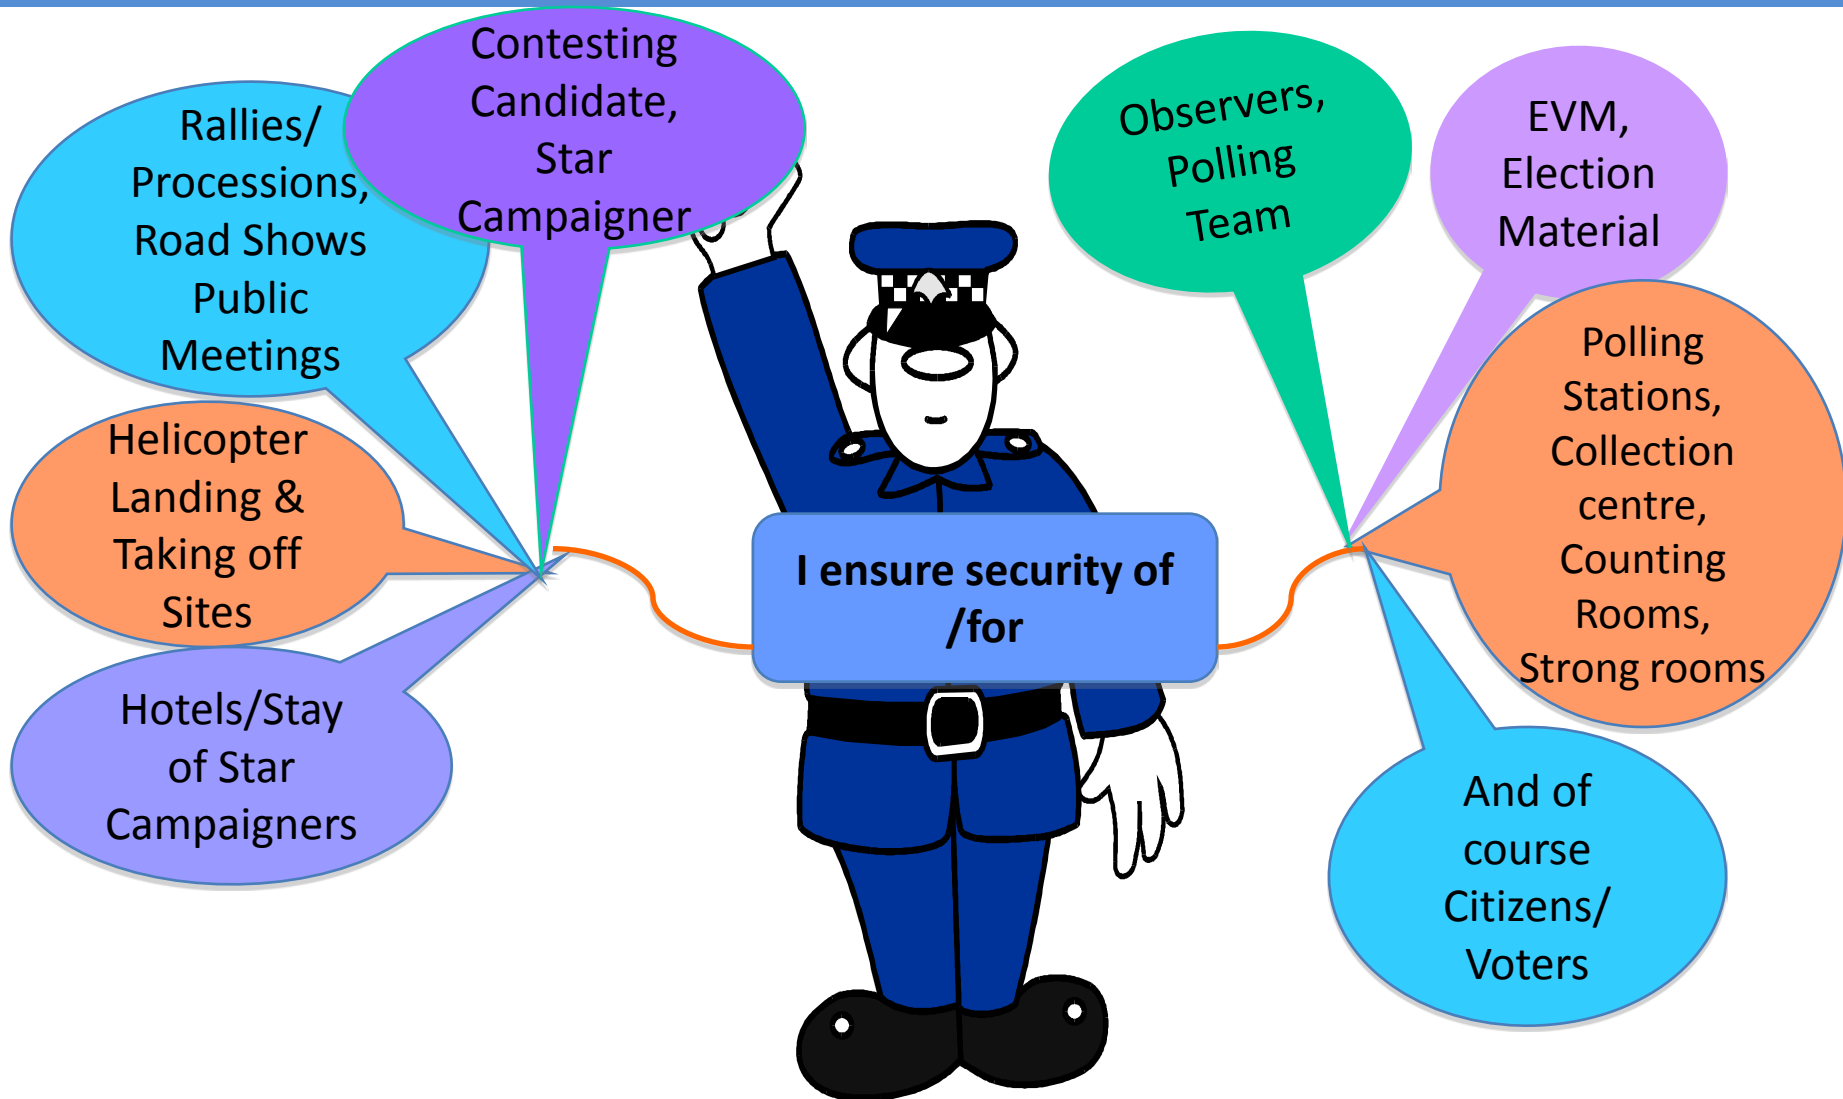 Contesting
Candidate,
Star
Campaigner
Rallies/
Processions,
Road Shows
Public
Meetings
Helicopter
Landing &
Taking off
Sites
Hotels/Stay
of Star
Campaigners
I ensure security of
/for
Observers,
Polling
Team
EVM,
Election
Material
Polling
Stations,
Collection
centre,
Counting
Rooms,
Strong rooms
And of
course
Citizens/
Voters